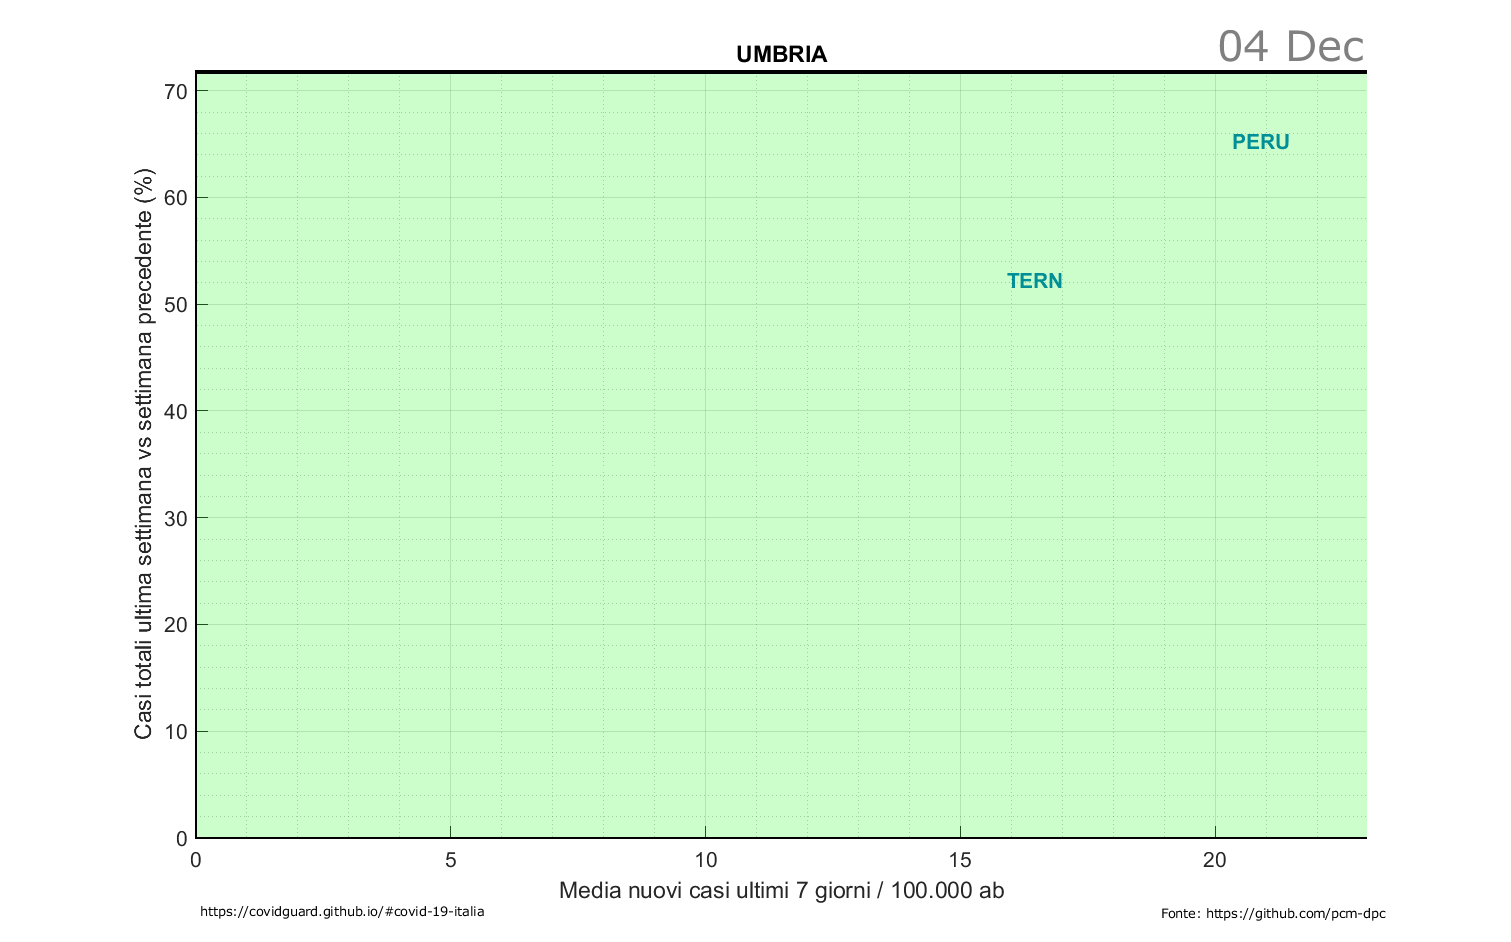 04 Dec
UMBRIA
70
60
50
40
30
20
10
0
Casi totali ultima settimana vs settimana precedente (%)
PERU
TERN
0 5 10 15 20
Media nuovi casi ultimi 7 giorni / 100.000 ab
https://covidguard.github.io/#covid-19-italia
Fonte: https://github.com/pcm-dpc